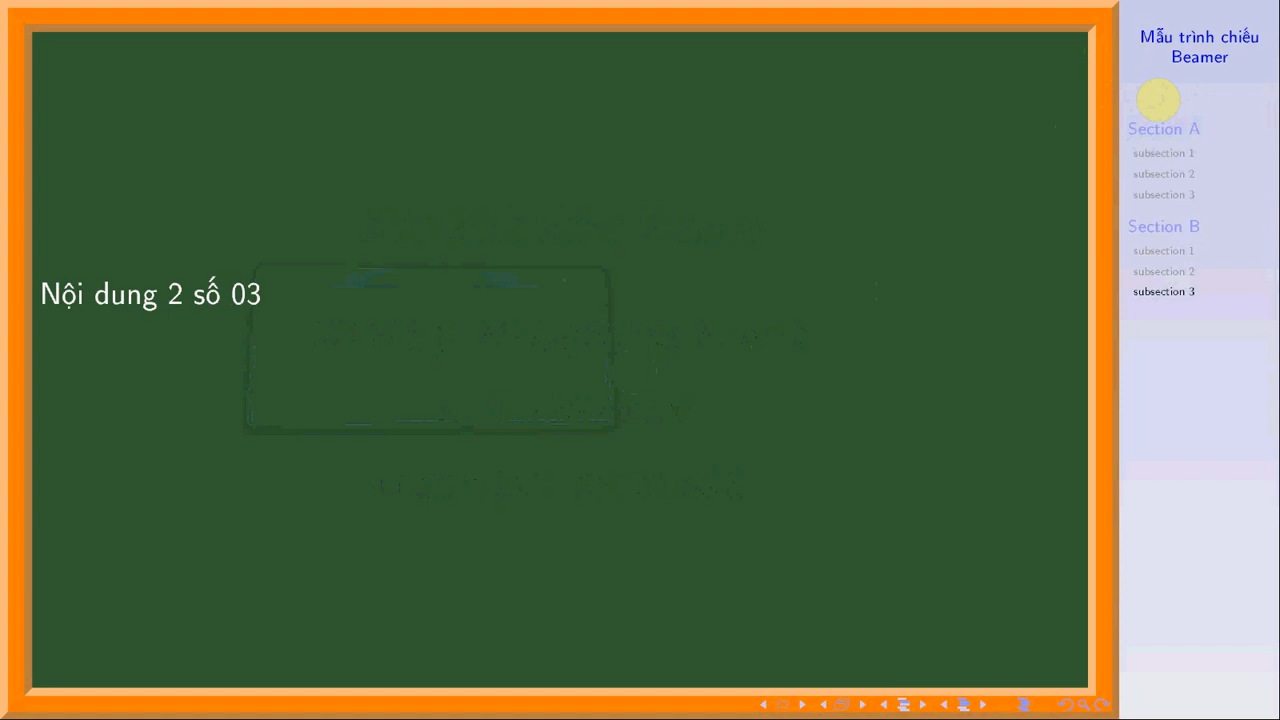 Nội dung 2 số 03
Mẫu trình chiếu
Beamer
Section A
subsection 1
subsection 2
subsection 3
Section B
subsection 1
subsection 2
subsection 3